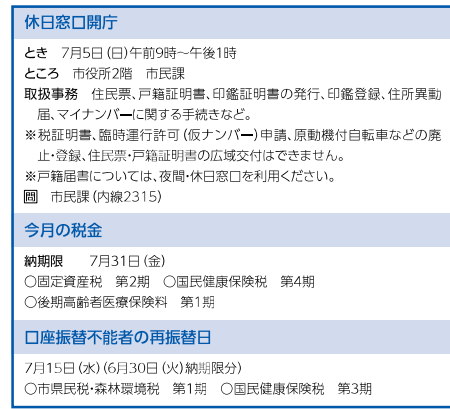 休日窓口開庁
とき　7月5日(日)午前9時〜午後1時
ところ　市役所2階　市民課
取扱事務　住民票、戸籍証明書、印鑑証明書の発行、印鑑登録、住所異動
届、マイナンバーに関する手続きなど。
※税証明書、臨時運行許可(仮ナンバー)申請、原動機付自転車などの廃
止・登録、住民票・戸籍証明書の広域交付はできません。
※戸籍届書については、夜間・休日窓口を利用ください。
問　市民課(内線2315)
今月の税金
納期限　　7月31日(金)
○固定資産税　第2期　○国民健康保険税　第4期
○後期高齢者医療保険料　第1期
口座振替不能者の再振替日
7月15日(水)(6月30日(火)納期限分)
○市県民税・森林環境税　第1期　○国民健康保険税　第3期